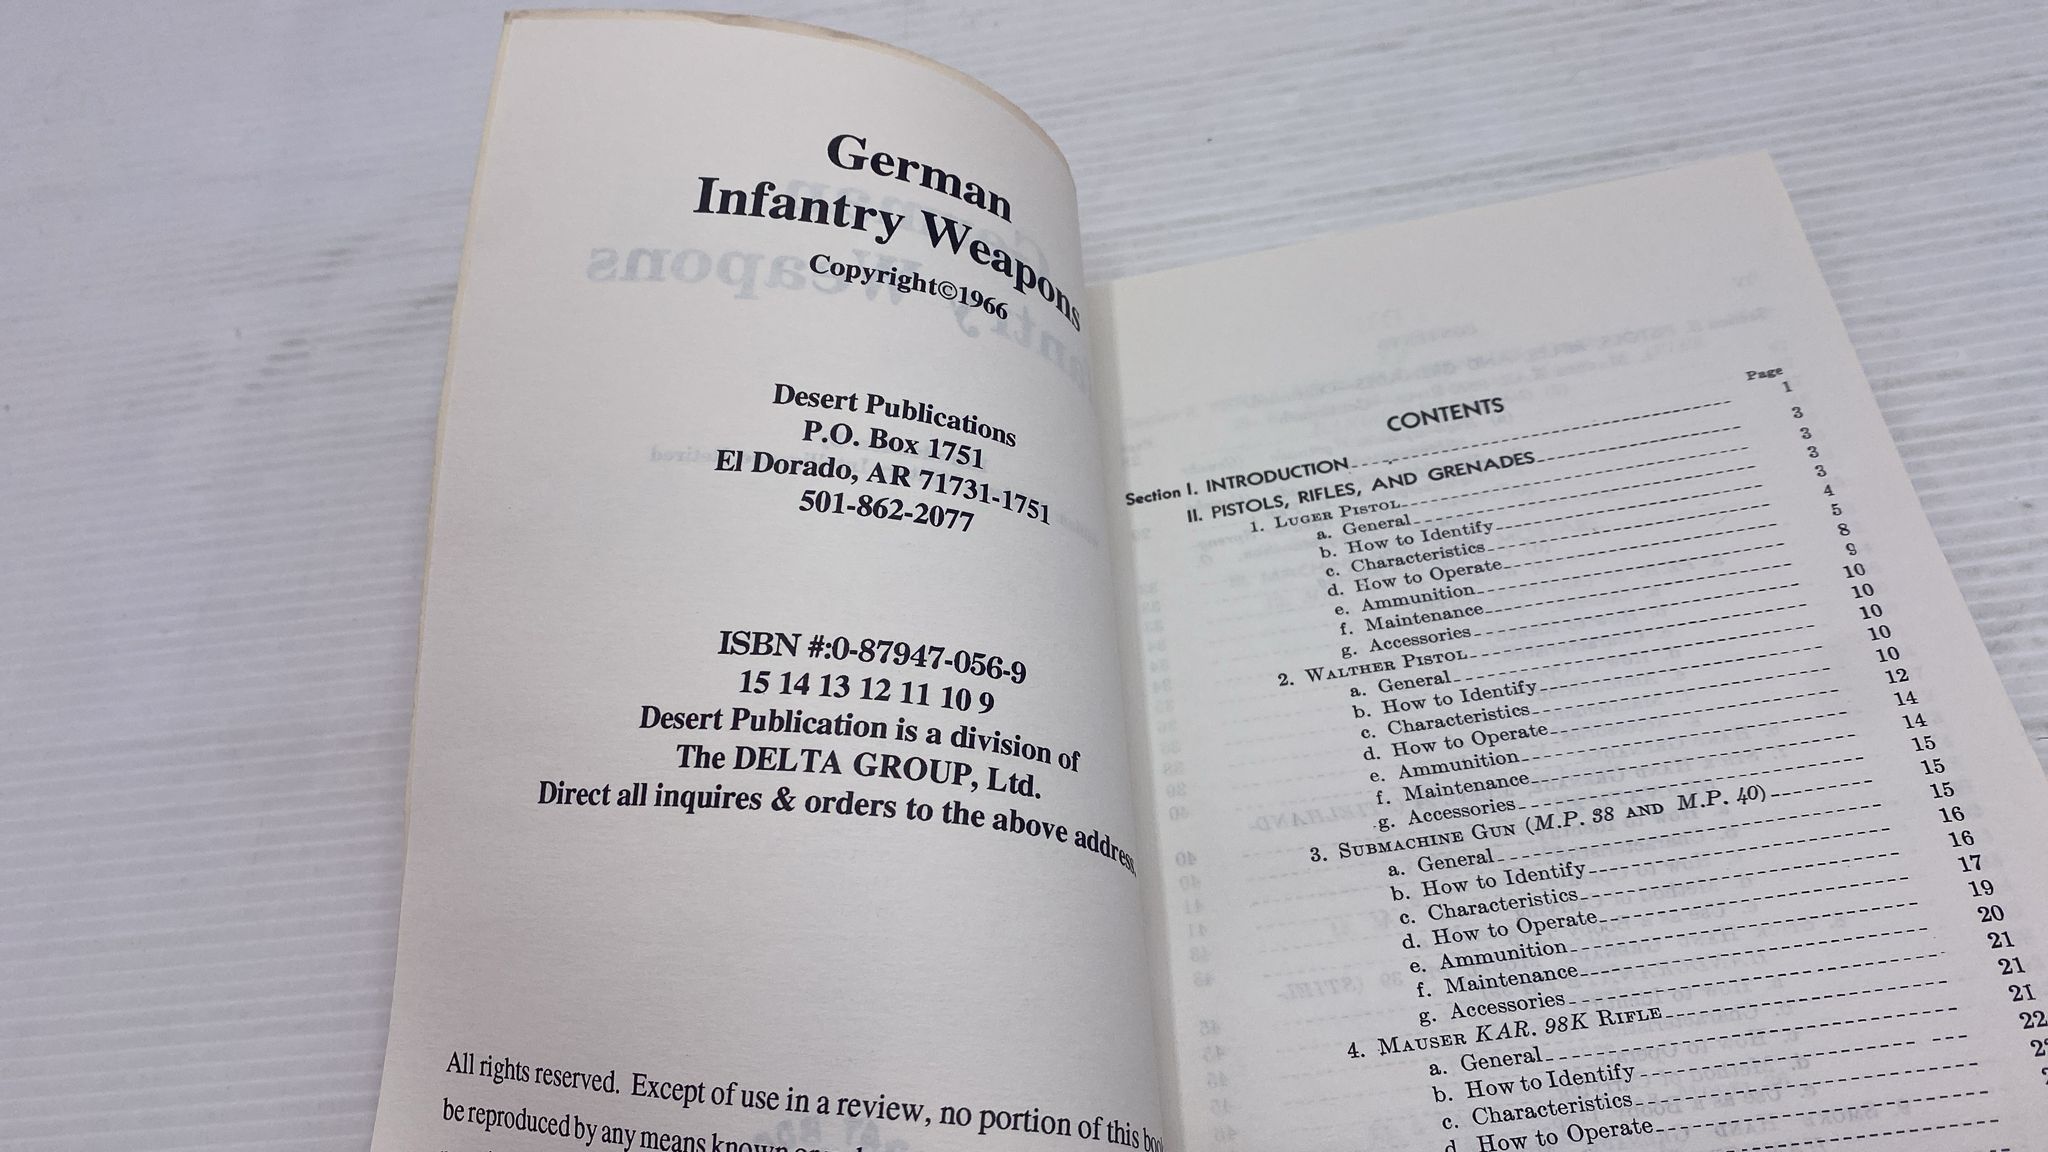 German
Infantry Weapons
Copyright©1966
Desert Publications
P.O. Box 1751
El Dorado, AR 71731-1751
501-862-2077
ISBN #:0-87947-056-9
15 14 13 12 11 10 9
Desert Publication is a division of
The DELTA GROUP, Ltd.
Direct all inquires & orders to the above address.
All rights reserved. Except of use in a review, no portion of this
be reproduced by any means known
CONTENTS
Page
Section I. INTRODUCTION 1
II. PISTOLS, RIFLES, AND GRENADES 3
1. LUGER PISTOL 3
a. General 3
b. How to Identify 3
c. Characteristics 4
d. How to Operate 5
e. Ammunition 8
f. Maintenance 9
g. Accessories 10
2. WALTHER PISTOL 10
a. General 10
b. How to Identify 10
c. Characteristics 10
d. How to Operate 12
e. Ammunition 14
f. Maintenance 14
g. Accessories 15
3. SUBMACHINE GUN (M.P. 38 AND M.P. 40) 15
a. General 15
b. How to Identify 16
c. Characteristics 16
d. How to Operate 17
e. Ammunition 19
f. Maintenance 20
g. Accessories 21
4. MAUSER KAR. 98K RIFLE 21
a. General 21
b. How to Identify 22
c. Characteristics
d. How to Operate